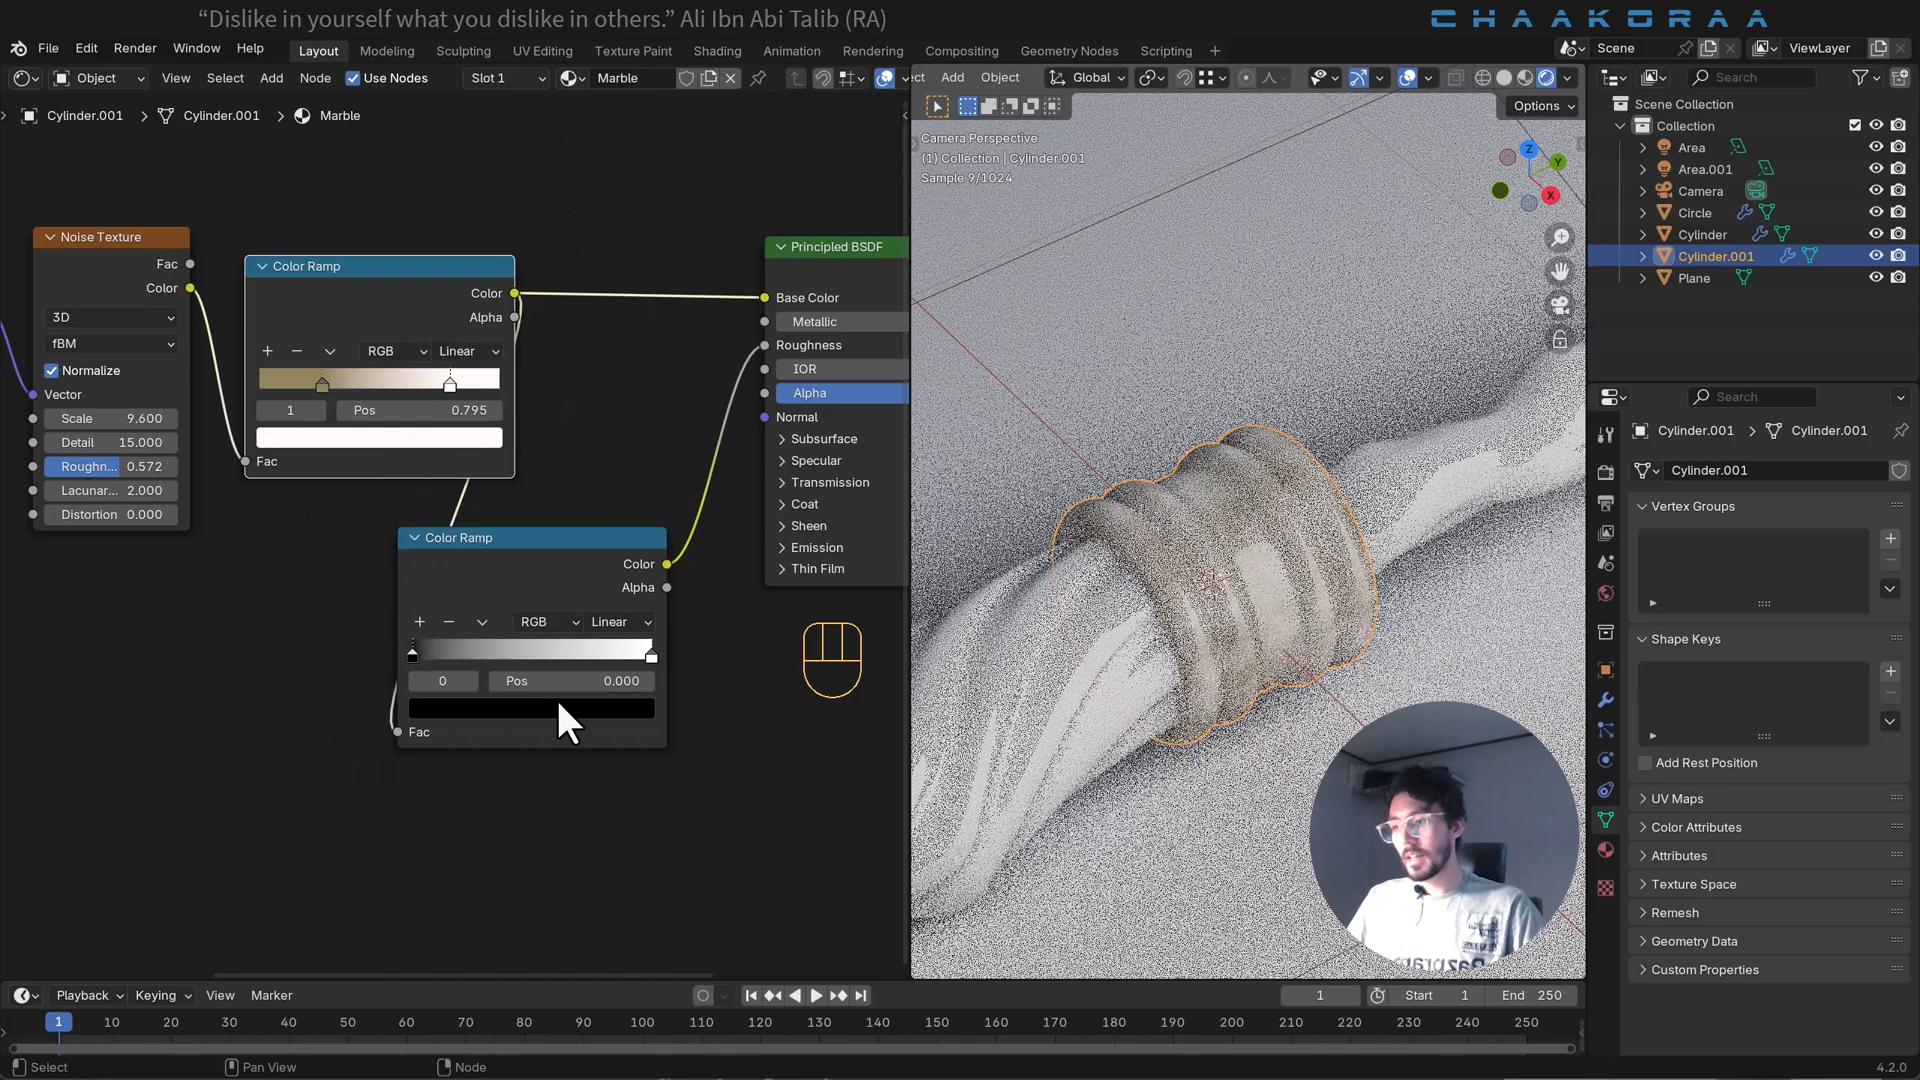 “Dislike in yourself what you dislike in others.” Ali Ibn Abi Talib (RA)
CHAAKORAA
File Edit Render Window Help
Layout Modeling Sculpting UV Editing Texture Paint Shading Animation Rendering Compositing Geometry Nodes Scripting +
Scene
ViewLayer
Object View Select Add Node Use Nodes Slot 1 Marble
ect Add Object Global
Search
Options
Cylinder.001 > Cylinder.001 > Marble
Camera Perspective
(1) Collection | Cylinder.001
Sample 9/1024
Z
Y
X
Scene Collection
Collection
Area
Area.001
Camera
Circle
Cylinder
Cylinder.001
Plane
Noise Texture
Fac
Color
3D
fBM
Normalize
Vector
Scale 9.600
Detail 15.000
Roughn... 0.572
Lacunar... 2.000
Distortion 0.000
Color Ramp
Color
Alpha
RGB Linear
1 Pos 0.795
Fac
Color Ramp
Color
Alpha
RGB Linear
0 Pos 0.000
Fac
Principled BSDF
Base Color
Metallic
Roughness
IOR
Alpha
Normal
Subsurface
Specular
Transmission
Coat
Sheen
Emission
Thin Film
Search
Cylinder.001 > Cylinder.001
Cylinder.001
Vertex Groups
Shape Keys
Add Rest Position
UV Maps
Color Attributes
Attributes
Texture Space
Remesh
Geometry Data
Custom Properties
Playback Keying View Marker
1 Start 1 End 250
1 10 20 30 40 50 60 70 80 90 100 110 120 130 140 150 160 170 180 190 200 210 220 230 240 250
Select Pan View Node 4.2.0